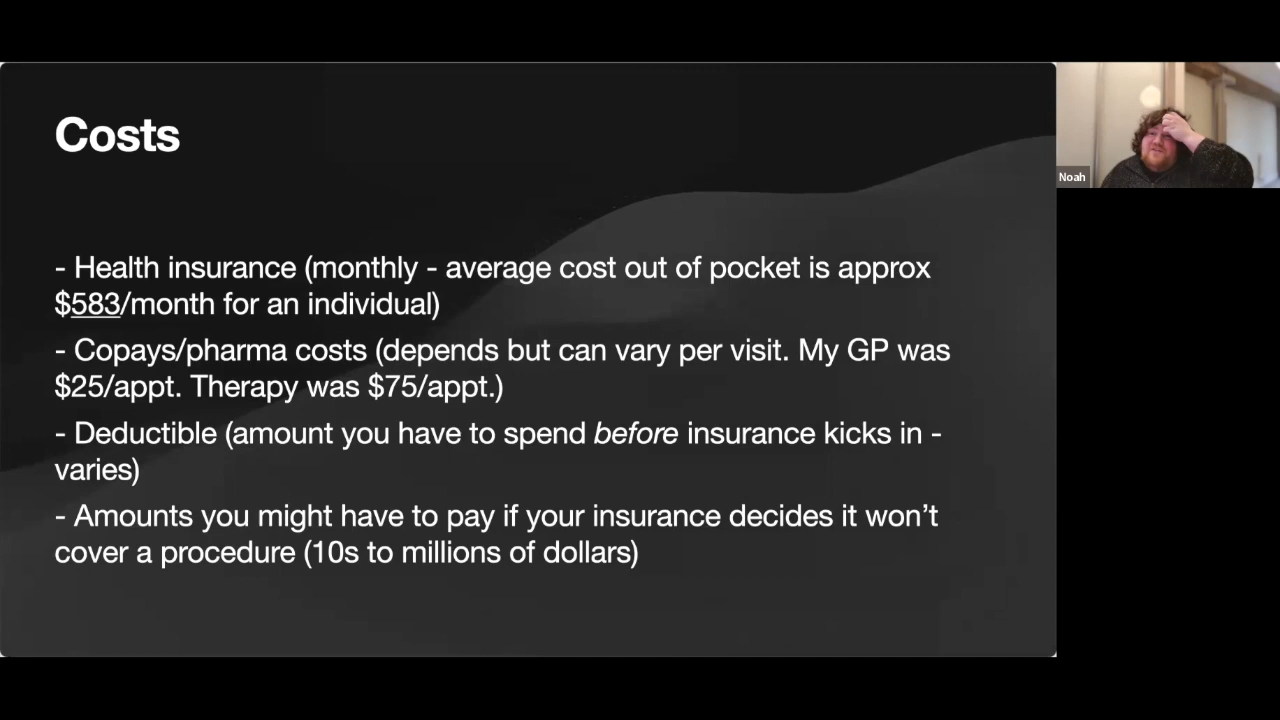 Costs
- Health insurance (monthly - average cost out of pocket is approx
$583/month for an individual)
- Copays/pharma costs (depends but can vary per visit. My GP was
$25/appt. Therapy was $75/appt.)
- Deductible (amount you have to spend before insurance kicks in -
varies)
- Amounts you might have to pay if your insurance decides it won’t
cover a procedure (10s to millions of dollars)
Noah